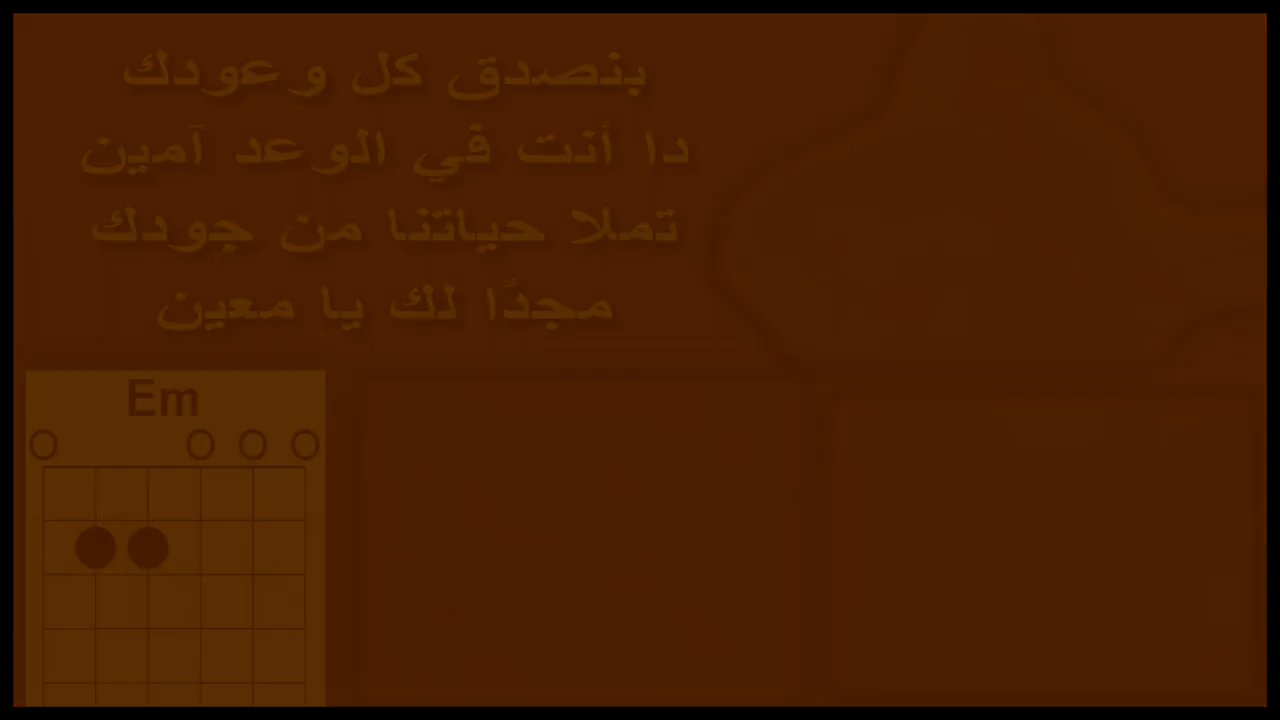 بنصدق كل وعودك
دا أنت في الوعد آمين
تملا حياتنا من جودك
مجدًا لك يا معين
Em